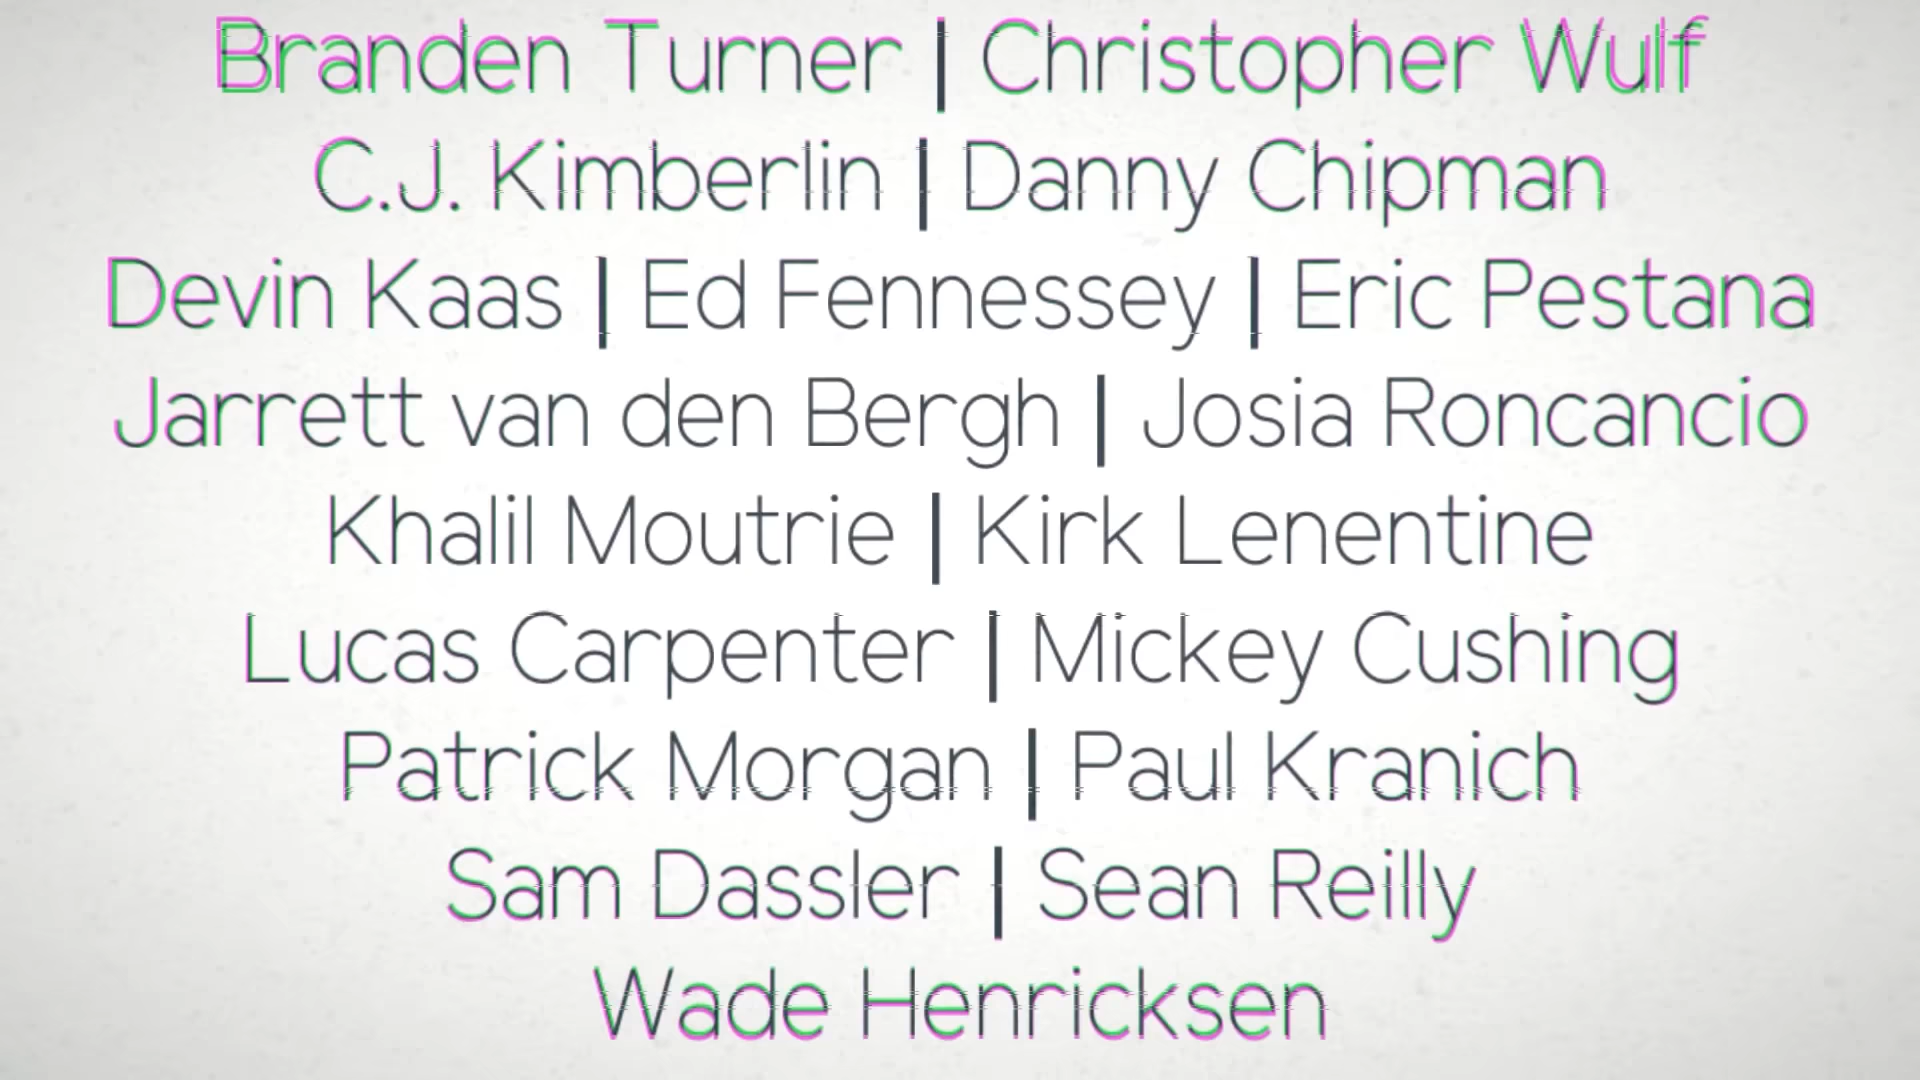 Branden Turner | Christopher Wulf
C.J. Kimberlin | Danny Chipman
Devin Kaas | Ed Fennessey | Eric Pestana
Jarrett van den Bergh | Josia Roncancio
Khalil Moutrie | Kirk Lenentine
Lucas Carpenter | Mickey Cushing
Patrick Morgan | Paul Kranich
Sam Dassler | Sean Reilly
Wade Henricksen